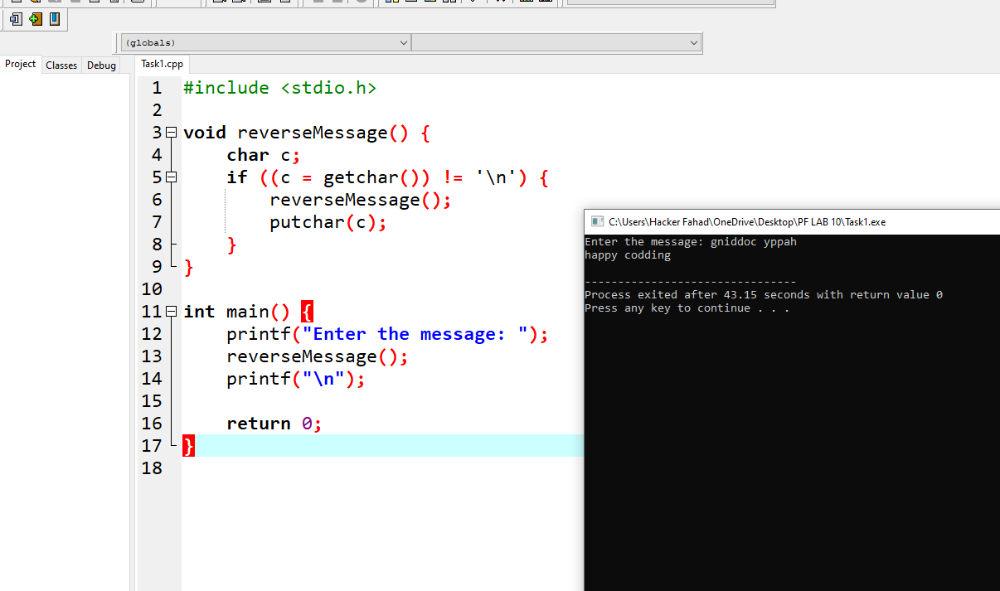 (globals)
Project Classes Debug
Task1.cpp
1 #include <stdio.h>
2
3 void reverseMessage() {
4     char c;
5     if ((c = getchar()) != '\n') {
6         reverseMessage();
7         putchar(c);
8     }
9 }
10
11 int main() {
12     printf("Enter the message: ");
13     reverseMessage();
14     printf("\n");
15
16     return 0;
17 }
18
C:\Users\Hacker Fahad\OneDrive\Desktop\PF LAB 10\Task1.exe
Enter the message: gniddoc yppah
happy codding
--------------------------------
Process exited after 43.15 seconds with return value 0
Press any key to continue . . .